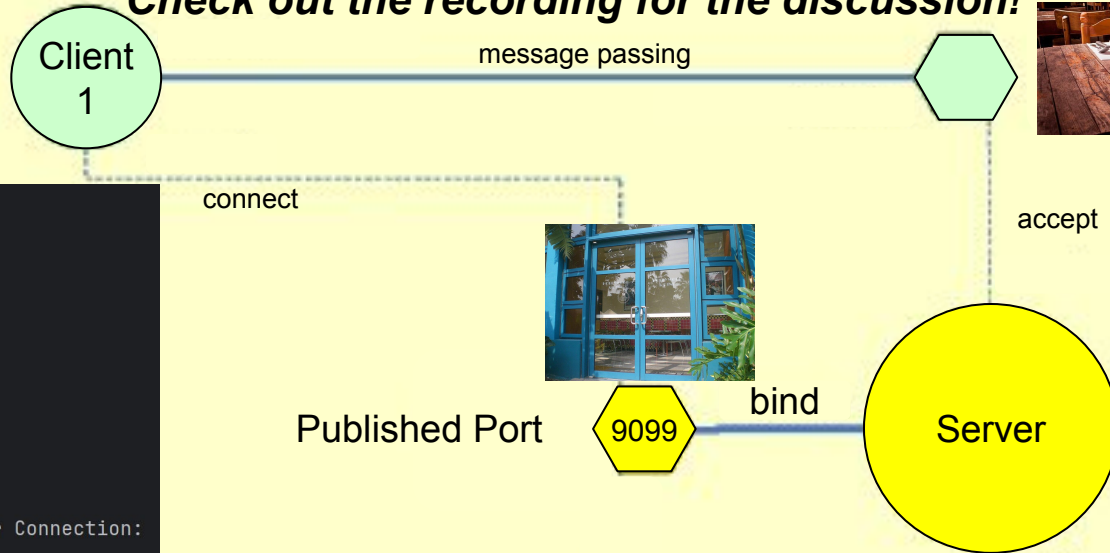 Check out the recording for the discussion!
Client
1
message passing
connect
accept
Published Port
9099
bind
Server
Connection: